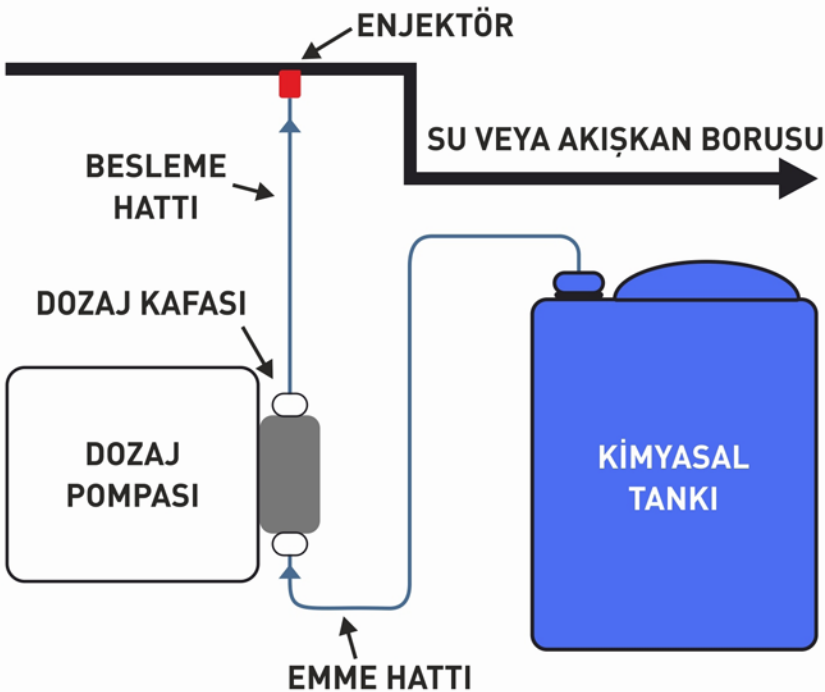 ENJEKTÖR
SU VEYA AKIŞKAN BORUSU
BESLEME
HATTI
DOZAJ KAFASI
DOZAJ
POMPASI
KİMYASAL
TANKI
EMME HATTI